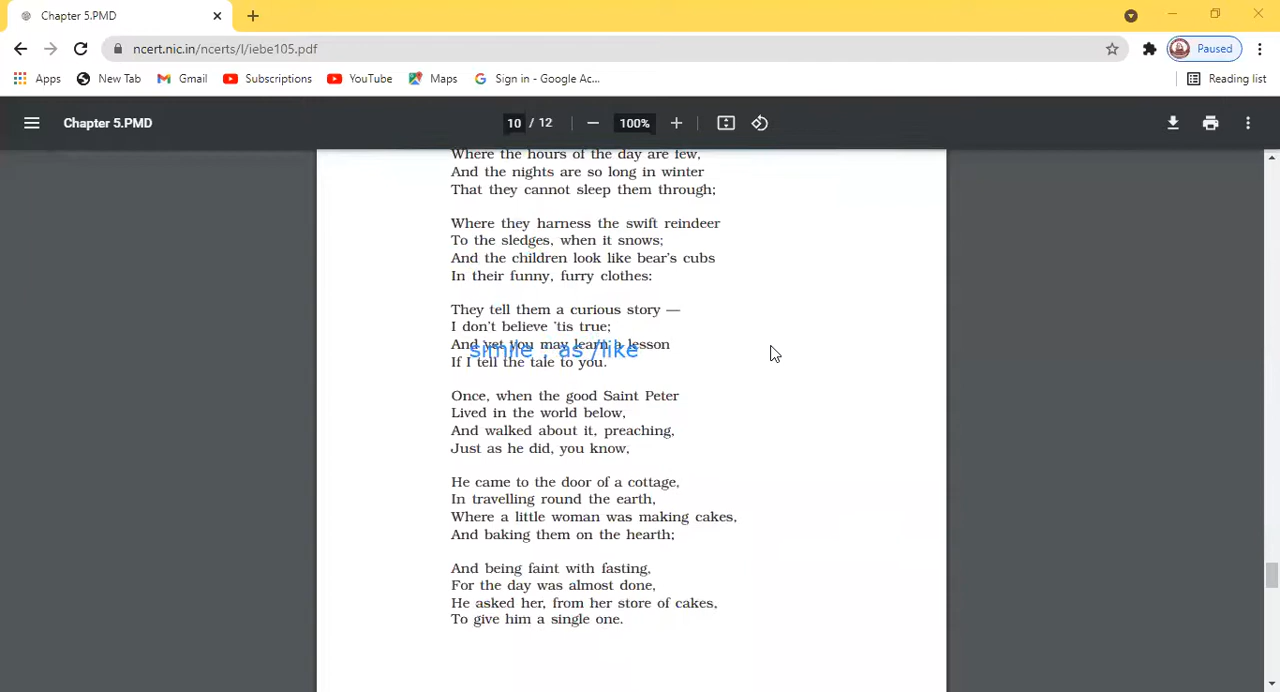 Chapter 5.PMD
ncert.nic.in/ncerts/l/iebe105.pdf
Paused
Apps
New Tab
Gmail
Subscriptions
YouTube
Maps
Sign in - Google Ac...
Reading list
Chapter 5.PMD
10 / 12
100%
Where the hours of the day are few,
And the nights are so long in winter
That they cannot sleep them through;
Where they harness the swift reindeer
To the sledges, when it snows;
And the children look like bear's cubs
In their funny, furry clothes:
They tell them a curious story —
I don't believe 'tis true;
And yet you may learn a lesson
simile , as /like
If I tell the tale to you.
Once, when the good Saint Peter
Lived in the world below,
And walked about it, preaching,
Just as he did, you know,
He came to the door of a cottage,
In travelling round the earth,
Where a little woman was making cakes,
And baking them on the hearth;
And being faint with fasting,
For the day was almost done,
He asked her, from her store of cakes,
To give him a single one.